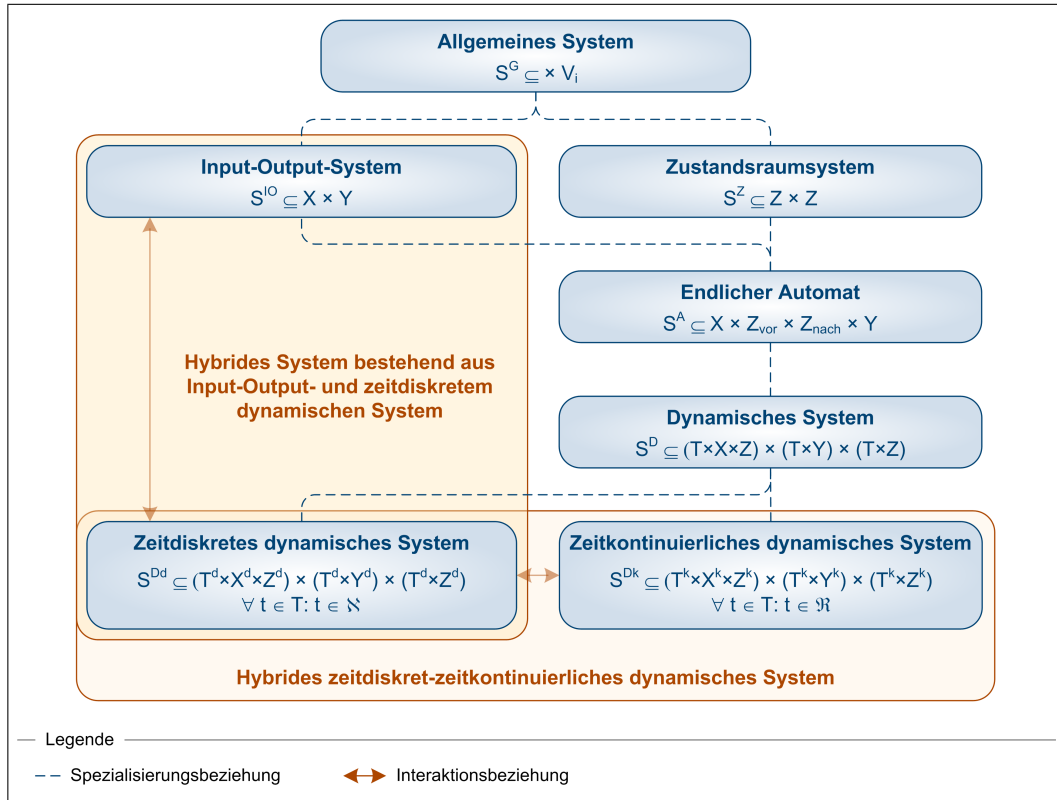 Allgemeines System
S^G ⊆ × V_i
Input-Output-System
S^IO ⊆ X × Y
Zustandsraumsystem
S^Z ⊆ Z × Z
Endlicher Automat
S^A ⊆ X × Z_vor × Z_nach × Y
Hybrides System bestehend aus
Input-Output- und zeitdiskretem
dynamischen System
Dynamisches System
S^D ⊆ (T×X×Z) × (T×Y) × (T×Z)
Zeitdiskretes dynamisches System
S^Dd ⊆ (T^d×X^d×Z^d) × (T^d×Y^d) × (T^d×Z^d)
∀ t ∈ T: t ∈ ℵ
Zeitkontinuierliches dynamisches System
S^Dk ⊆ (T^k×X^k×Z^k) × (T^k×Y^k) × (T^k×Z^k)
∀ t ∈ T: t ∈ ℜ
Hybrides zeitdiskret-zeitkontinuierliches dynamisches System
Legende
Spezialisierungsbeziehung
Interaktionsbeziehung